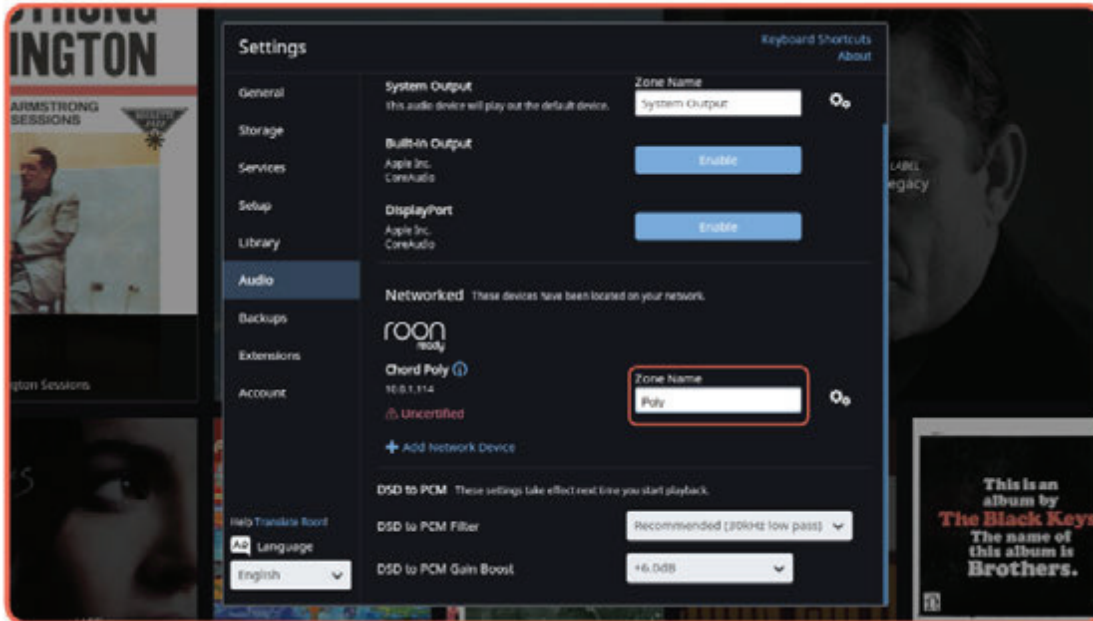 STRONG
INGTON
ARMSTRONG
SESSIONS
gton Sessions
Settings
Keyboard Shortcuts
About
General
Storage
Services
Setup
Library
Audio
Backups
Extensions
Account
Help Translate Roon!
Language
English
System Output
This audio device will play out the default device.
Zone Name
System Output
Built-in Output
Apple Inc.
CoreAudio
Enable
DisplayPort
Apple Inc.
CoreAudio
Enable
Networked These devices have been located on your network.
roon
ready
Chord Poly
10.0.1.114
Uncertified
Zone Name
Poly
Add Network Device
DSD to PCM These settings take effect next time you start playback.
DSD to PCM Filter
Recommended (30kHz low pass)
DSD to PCM Gain Boost
+6.0dB
LABEL
egacy
This is an
album by
The Black Keys
The name of
this album is
Brothers.